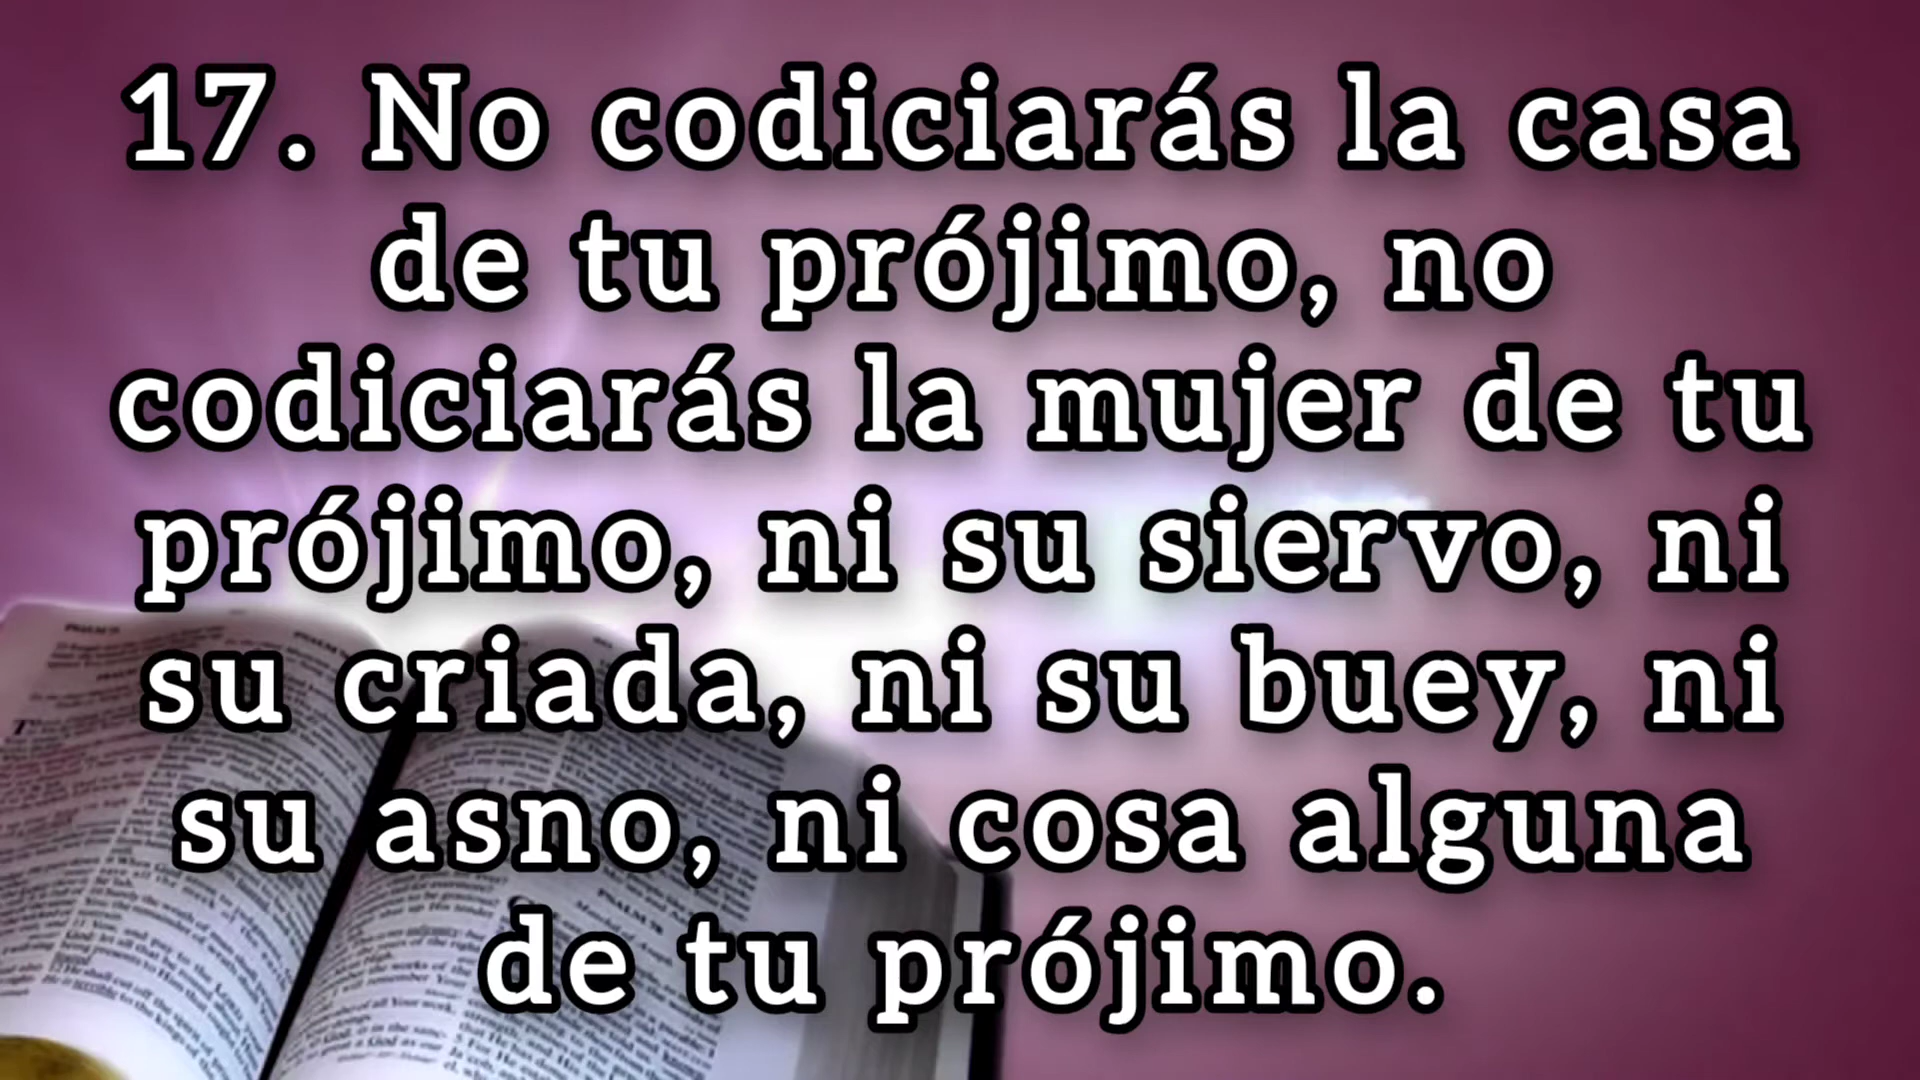 17. No codiciarás la casa
de tu prójimo, no
codiciarás la mujer de tu
prójimo, ni su siervo, ni
su criada, ni su buey, ni
su asno, ni cosa alguna
de tu prójimo.